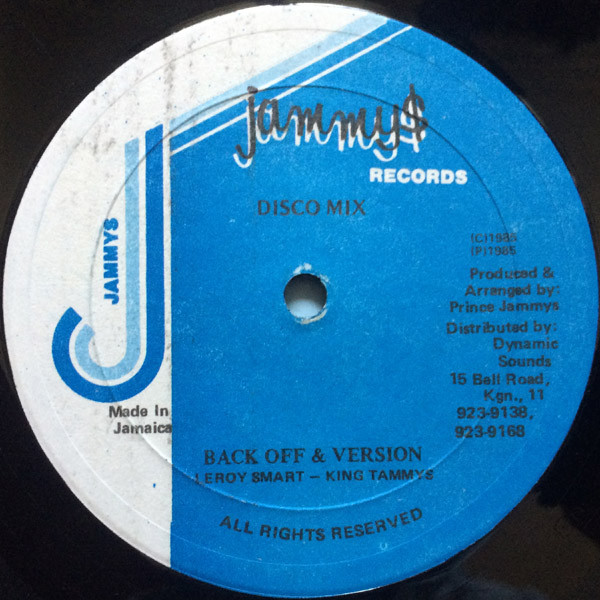 jammy$
RECORDS
DISCO MIX
(C)1985
(P)1985
Produced &
Arranged by:
Prince Jammys
Distributed by:
Dynamic
Sounds
15 Bell Road,
Kgn., 11
923-9138,
923-9168
JAMMYS
Made In
Jamaica
BACK OFF & VERSION
LEROY SMART – KING TAMMYS
ALL RIGHTS RESERVED